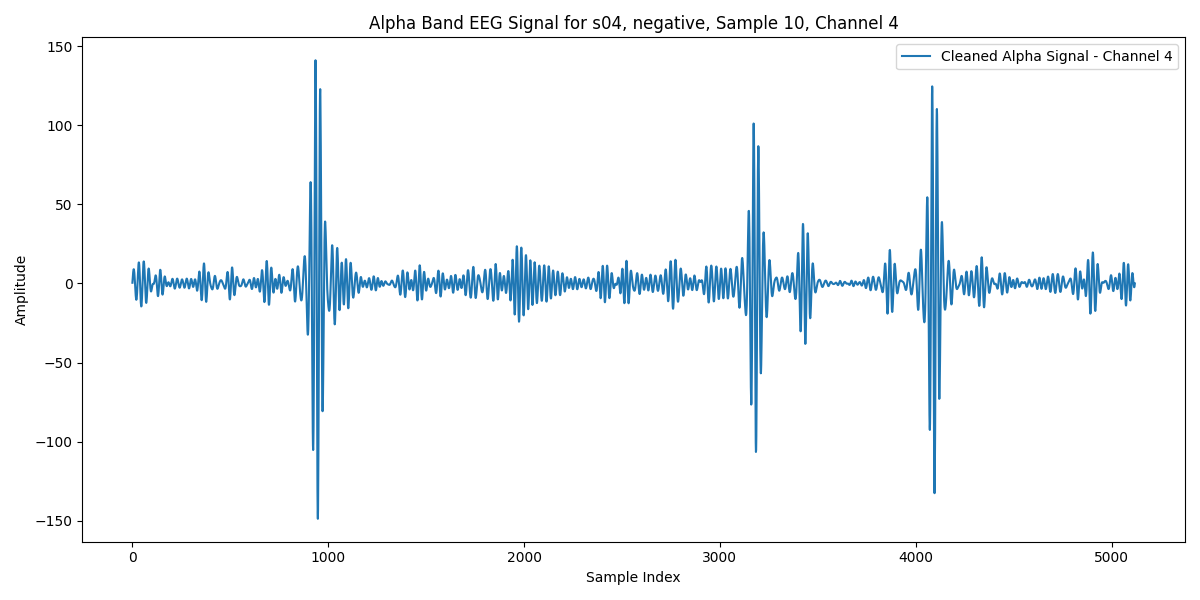 Alpha Band EEG Signal for s04, negative, Sample 10, Channel 4
Cleaned Alpha Signal - Channel 4
150
100
50
0
−50
−100
−150
Amplitude
0 1000 2000 3000 4000 5000
Sample Index